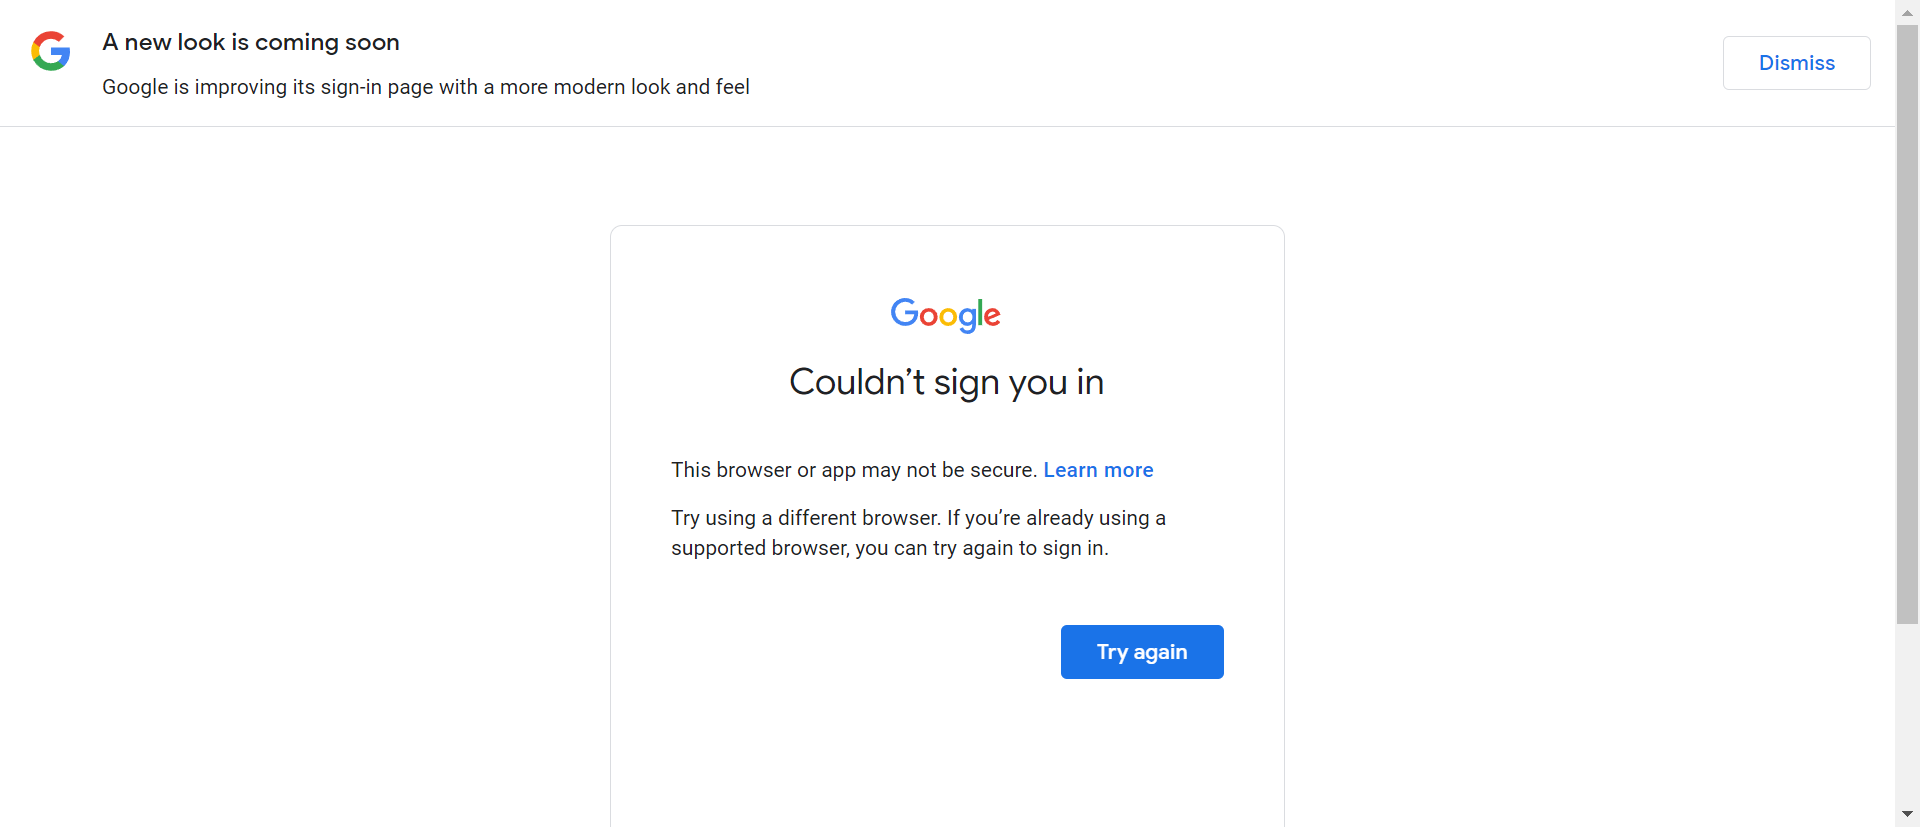 A new look is coming soon
Google is improving its sign-in page with a more modern look and feel
Dismiss
Google
Couldn’t sign you in
This browser or app may not be secure. Learn more
Try using a different browser. If you’re already using a
supported browser, you can try again to sign in.
Try again